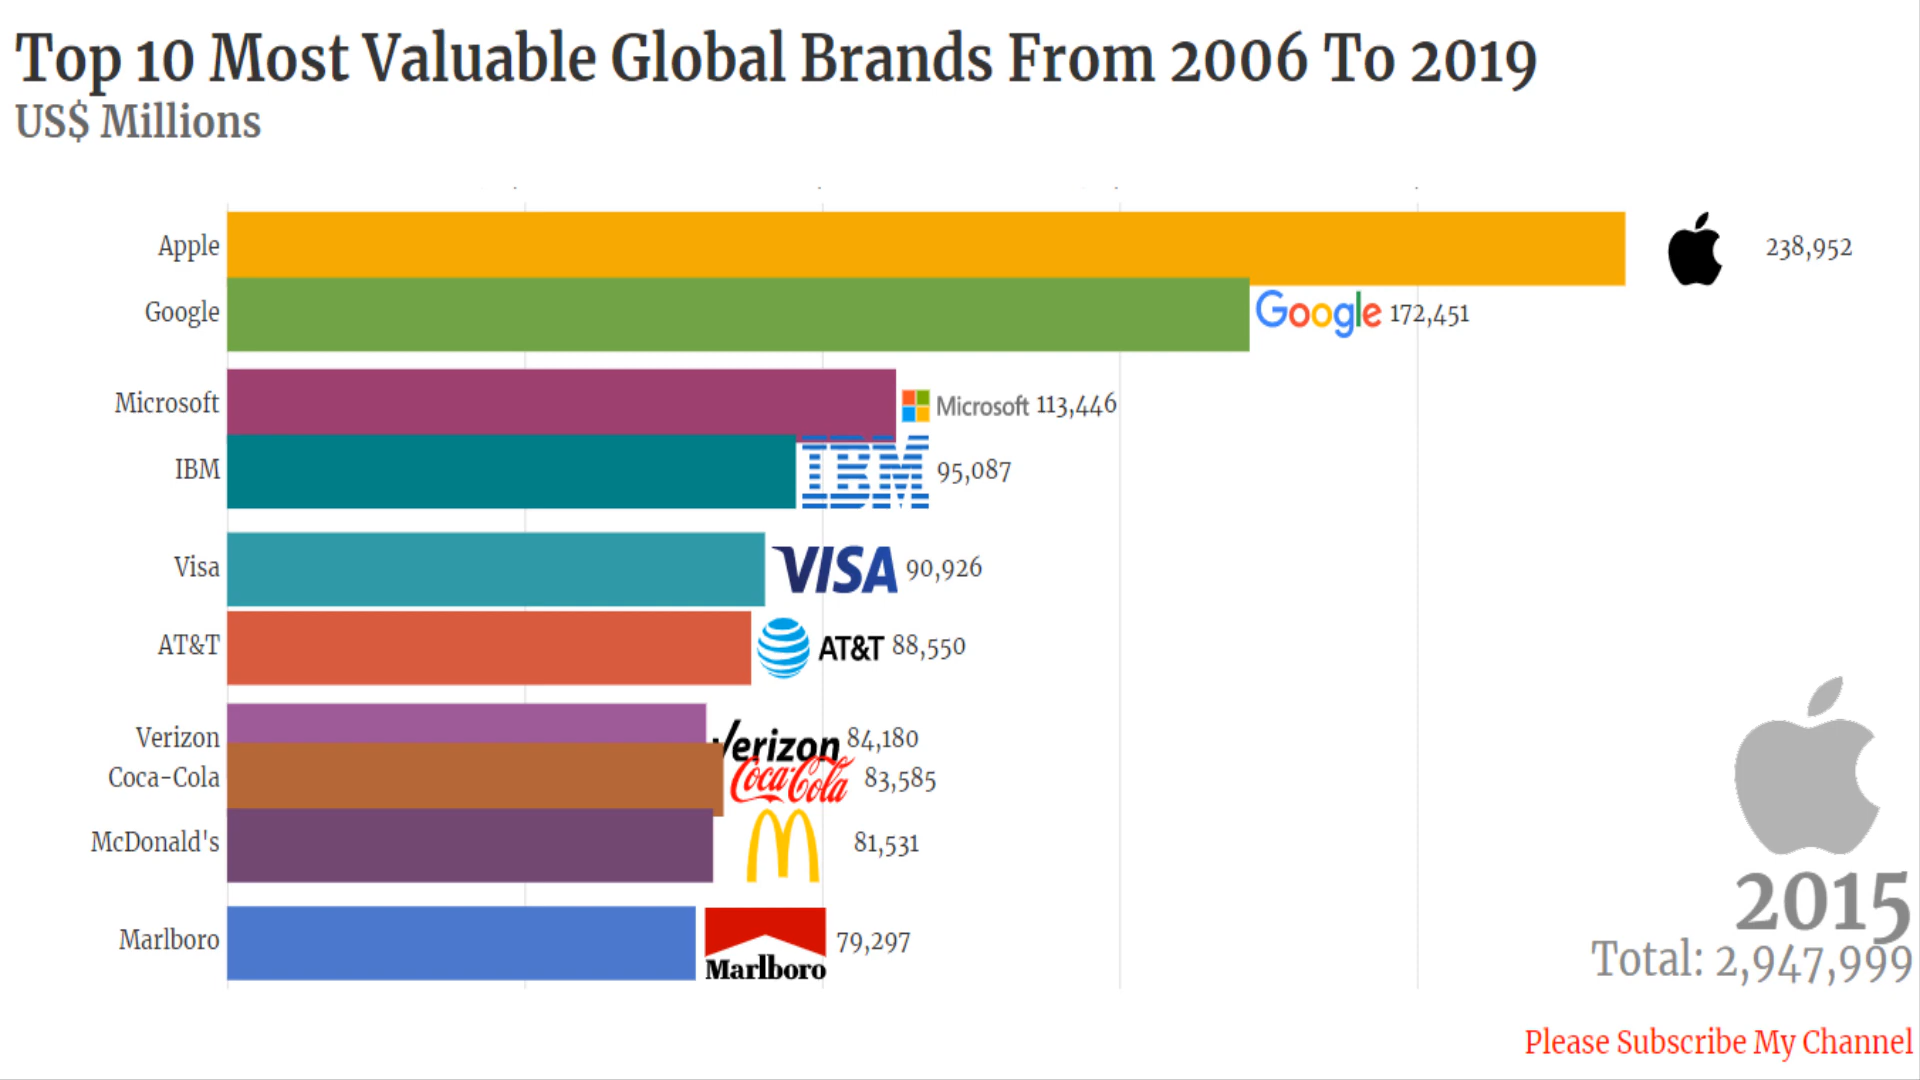 Top 10 Most Valuable Global Brands From 2006 To 2019
US$ Millions
Apple 238,952
Google Google 172,451
Microsoft Microsoft 113,446
IBM IBM 95,087
Visa VISA 90,926
AT&T AT&T 88,550
Verizon verizon 84,180
Coca-Cola Coca-Cola 83,585
McDonald's 81,531
Marlboro Marlboro 79,297
2015
Total: 2,947,999
Please Subscribe My Channel